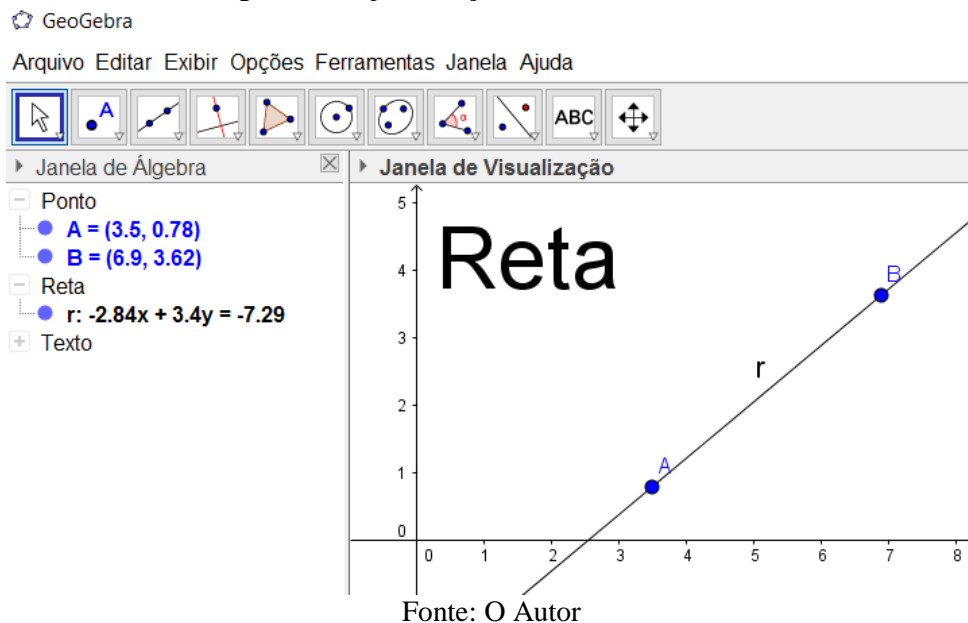 GeoGebra
Arquivo Editar Exibir Opções Ferramentas Janela Ajuda
A α ABC
Janela de Álgebra
Janela de Visualização
Ponto
A = (3.5, 0.78)
B = (6.9, 3.62)
Reta
r: -2.84x + 3.4y = -7.29
Texto
Reta
5
4
3
2
1
0
0 1 2 3 4 5 6 7 8
A
B
r
Fonte: O Autor